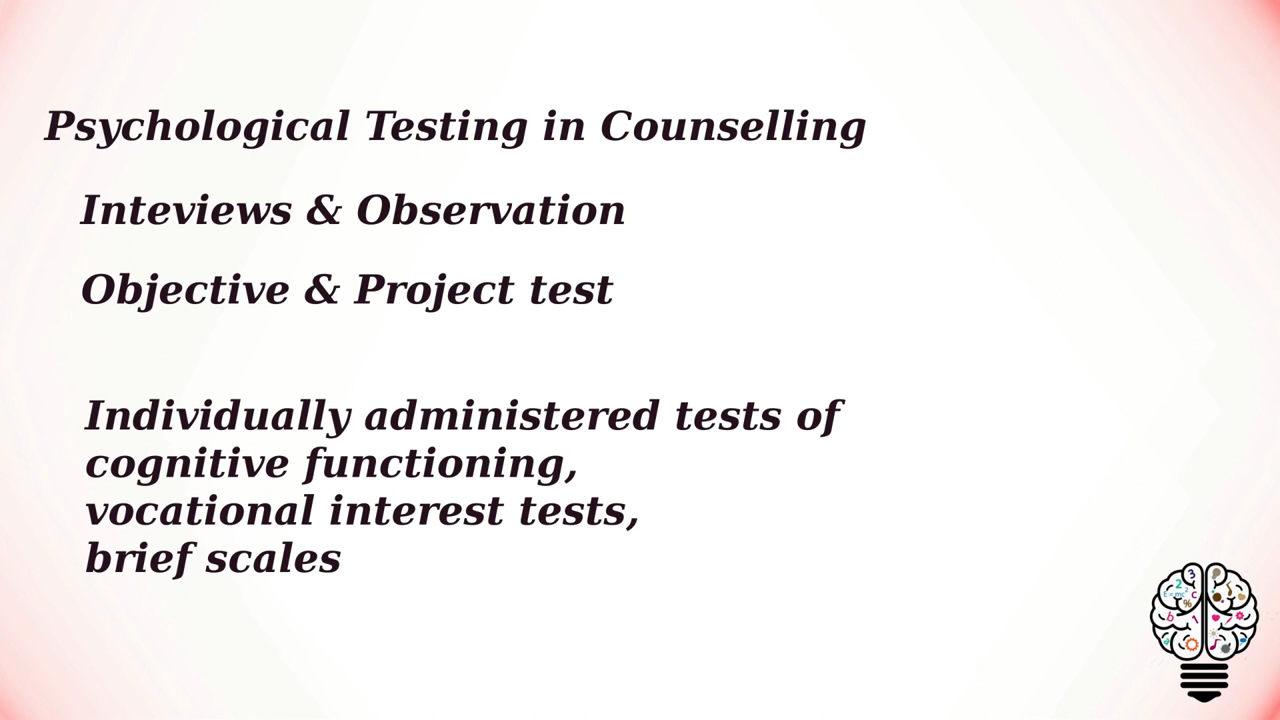 Psychological Testing in Counselling
Inteviews & Observation
Objective & Project test
Individually administered tests of
cognitive functioning,
vocational interest tests,
brief scales